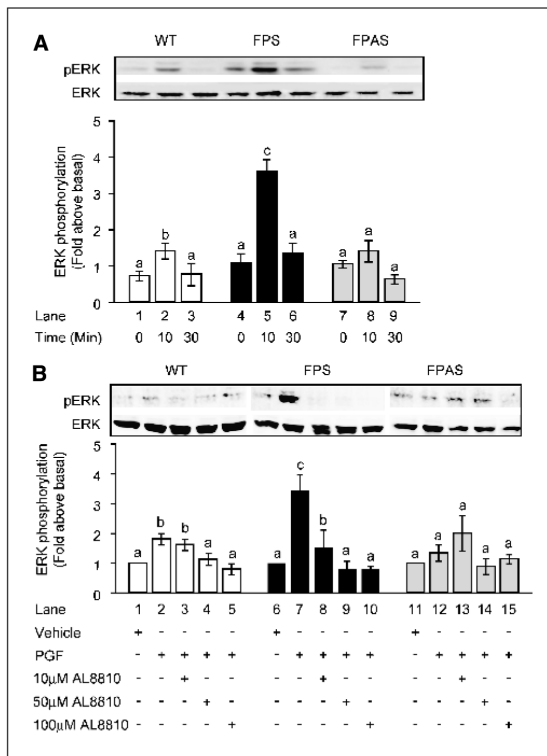 A
WT FPS FPAS
pERK
ERK
ERK phosphorylation
(Fold above basal)
5
4
3
2
1
0
a b a a c a a a a
Lane 1 2 3 4 5 6 7 8 9
Time (Min) 0 10 30 0 10 30 0 10 30
B
WT FPS FPAS
pERK
ERK
ERK phosphorylation
(Fold above basal)
5
4
3
2
1
0
a b b a a a c b a a a a a a a
Lane 1 2 3 4 5 6 7 8 9 10 11 12 13 14 15
Vehicle + - - - - + - - - - + - - - -
PGF - + + + + - + + + + - + + + +
10µM AL8810 - - + - - - - + - - - - + - -
50µM AL8810 - - - + - - - - + - - - - + -
100µM AL8810 - - - - + - - - - + - - - - +